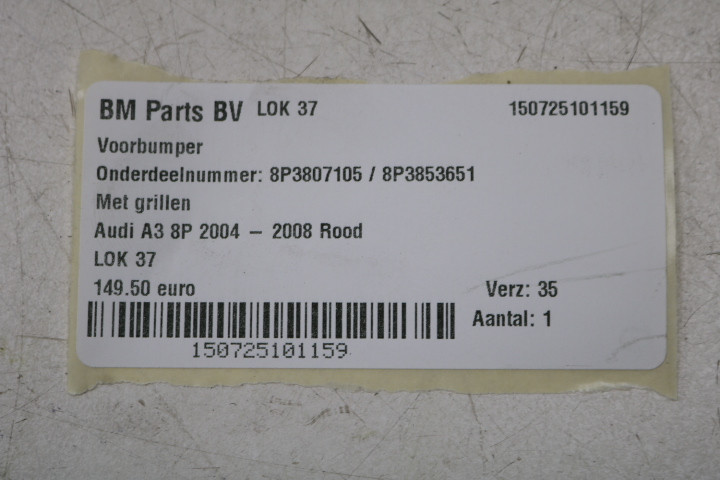 BM Parts BV LOK 37 150725101159
Voorbumper
Onderdeelnummer: 8P3807105 / 8P3853651
Met grillen
Audi A3 8P 2004 – 2008 Rood
LOK 37
149.50 euro Verz: 35
Aantal: 1
150725101159